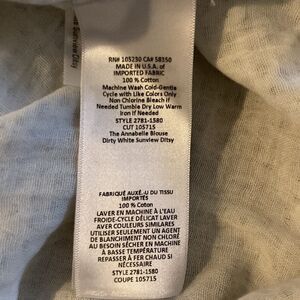 RN# 105230 CA# 58350
MADE IN U.S.A. of
IMPORTED FABRIC
100 % Cotton
Machine Wash Cold-Gentle
Cycle with Like Colors Only
Non Chlorine Bleach if
Needed Tumble Dry Low Warm
Iron If Needed
STYLE 2781-1580
CUT 105715
The Annabelle Blouse
Dirty White Sunview Ditsy
FABRIQUÉ AUX É.-U DU TISSU
IMPORTÉS
100 % Coton
LAVER EN MACHINE À L'EAU
FROIDE-CYCLE DÉLICAT LAVER
AVER COULEURS SIMILAIRES
UTILISER SEULEMENT UN AGENT
DE BLANCHIMENT NON CHLORÉ
AU BESOIN SÉCHER EN MACHINE
À BASSE TEMPÉRATURE
REPASSER À FER CHAUD SI
NÉCESSAIRE
STYLE 2781-1580
COUPE 105715
Sunview Ditsy